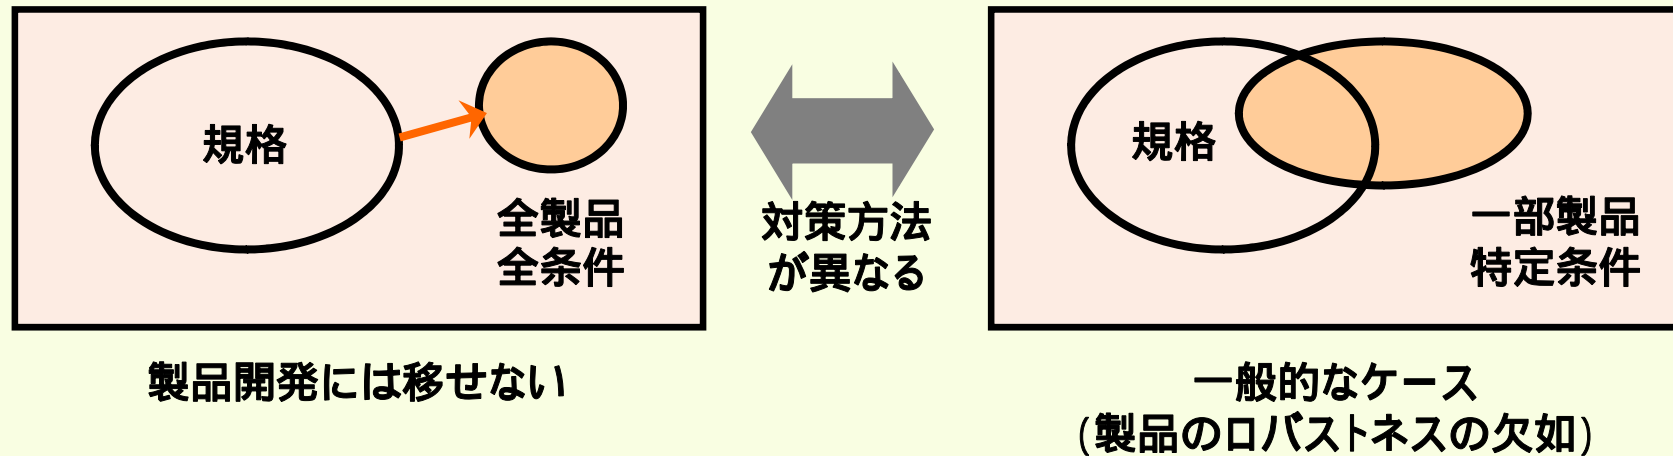 規格
全製品
全条件
製品開発には移せない
対策方法
が異なる
規格
一部製品
特定条件
一般的なケース
(製品のロバストネスの欠如)